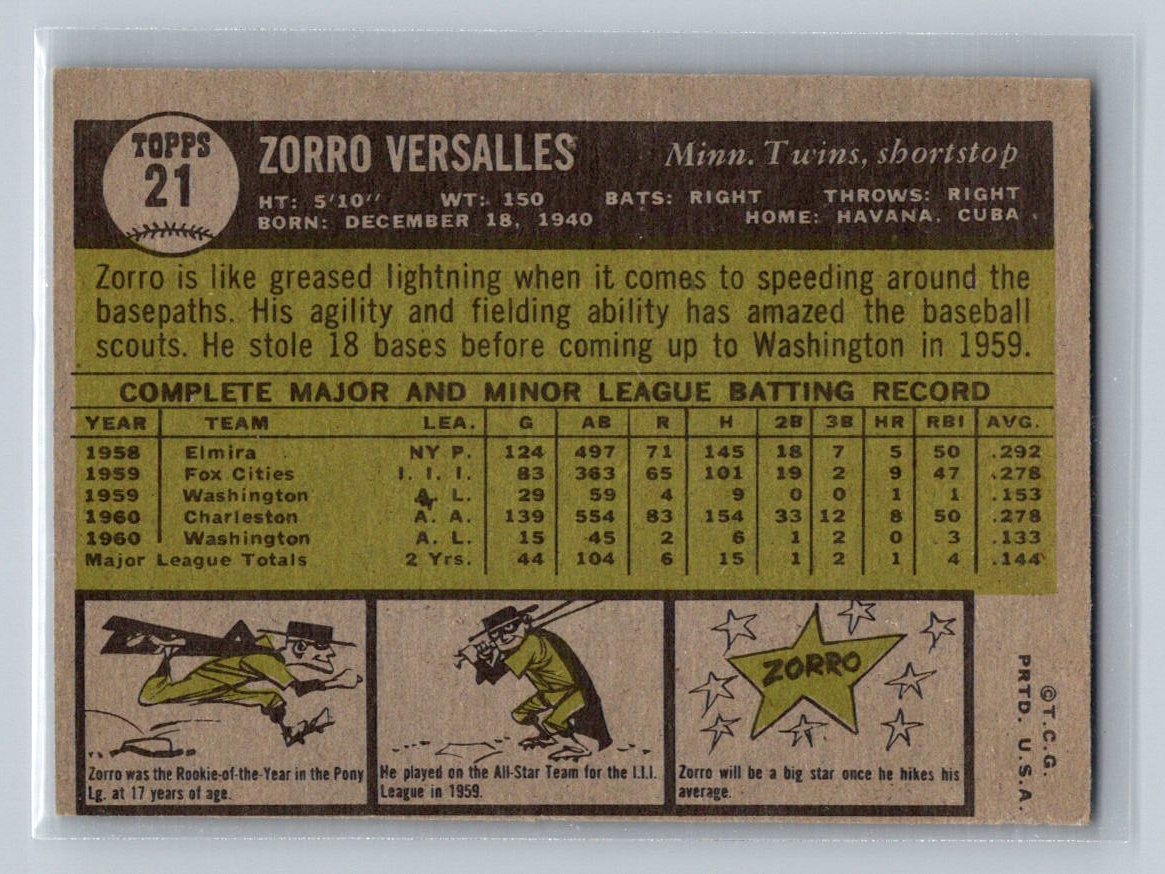 TOPPS
21
ZORRO VERSALLES
Minn. Twins, shortstop
HT: 5'10" WT: 150 BATS: RIGHT THROWS: RIGHT
BORN: DECEMBER 18, 1940 HOME: HAVANA, CUBA
Zorro is like greased lightning when it comes to speeding around the
basepaths. His agility and fielding ability has amazed the baseball
scouts. He stole 18 bases before coming up to Washington in 1959.
COMPLETE MAJOR AND MINOR LEAGUE BATTING RECORD
YEAR TEAM LEA. G AB R H 2B 3B HR RBI AVG.
1958 Elmira NY P. 124 497 71 145 18 7 5 50 .292
1959 Fox Cities I. I. I. 83 363 65 101 19 2 9 47 .278
1959 Washington A. L. 29 59 4 9 0 0 1 1 .153
1960 Charleston A. A. 139 554 83 154 33 12 8 50 .278
1960 Washington A. L. 15 45 2 6 1 2 0 3 .133
Major League Totals 2 Yrs. 44 104 6 15 1 2 1 4 .144
ZORRO
Zorro was the Rookie-of-the-Year in the Pony
Lg. at 17 years of age.
He played on the All-Star Team for the I.I.I.
League in 1959.
Zorro will be a big star once he hikes his
average.
©T.C.G.
PRTD. U.S.A.